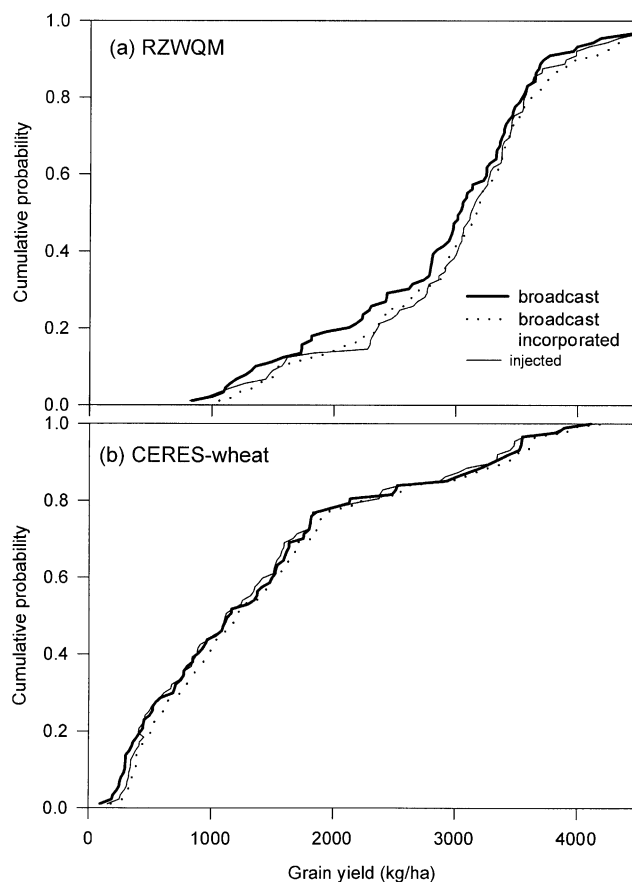 (a) RZWQM
Cumulative probability
1.0
0.8
0.6
0.4
0.2
0.0
broadcast
broadcast
incorporated
injected
(b) CERES-wheat
Cumulative probability
1.0
0.8
0.6
0.4
0.2
0.0
0 1000 2000 3000 4000
Grain yield (kg/ha)